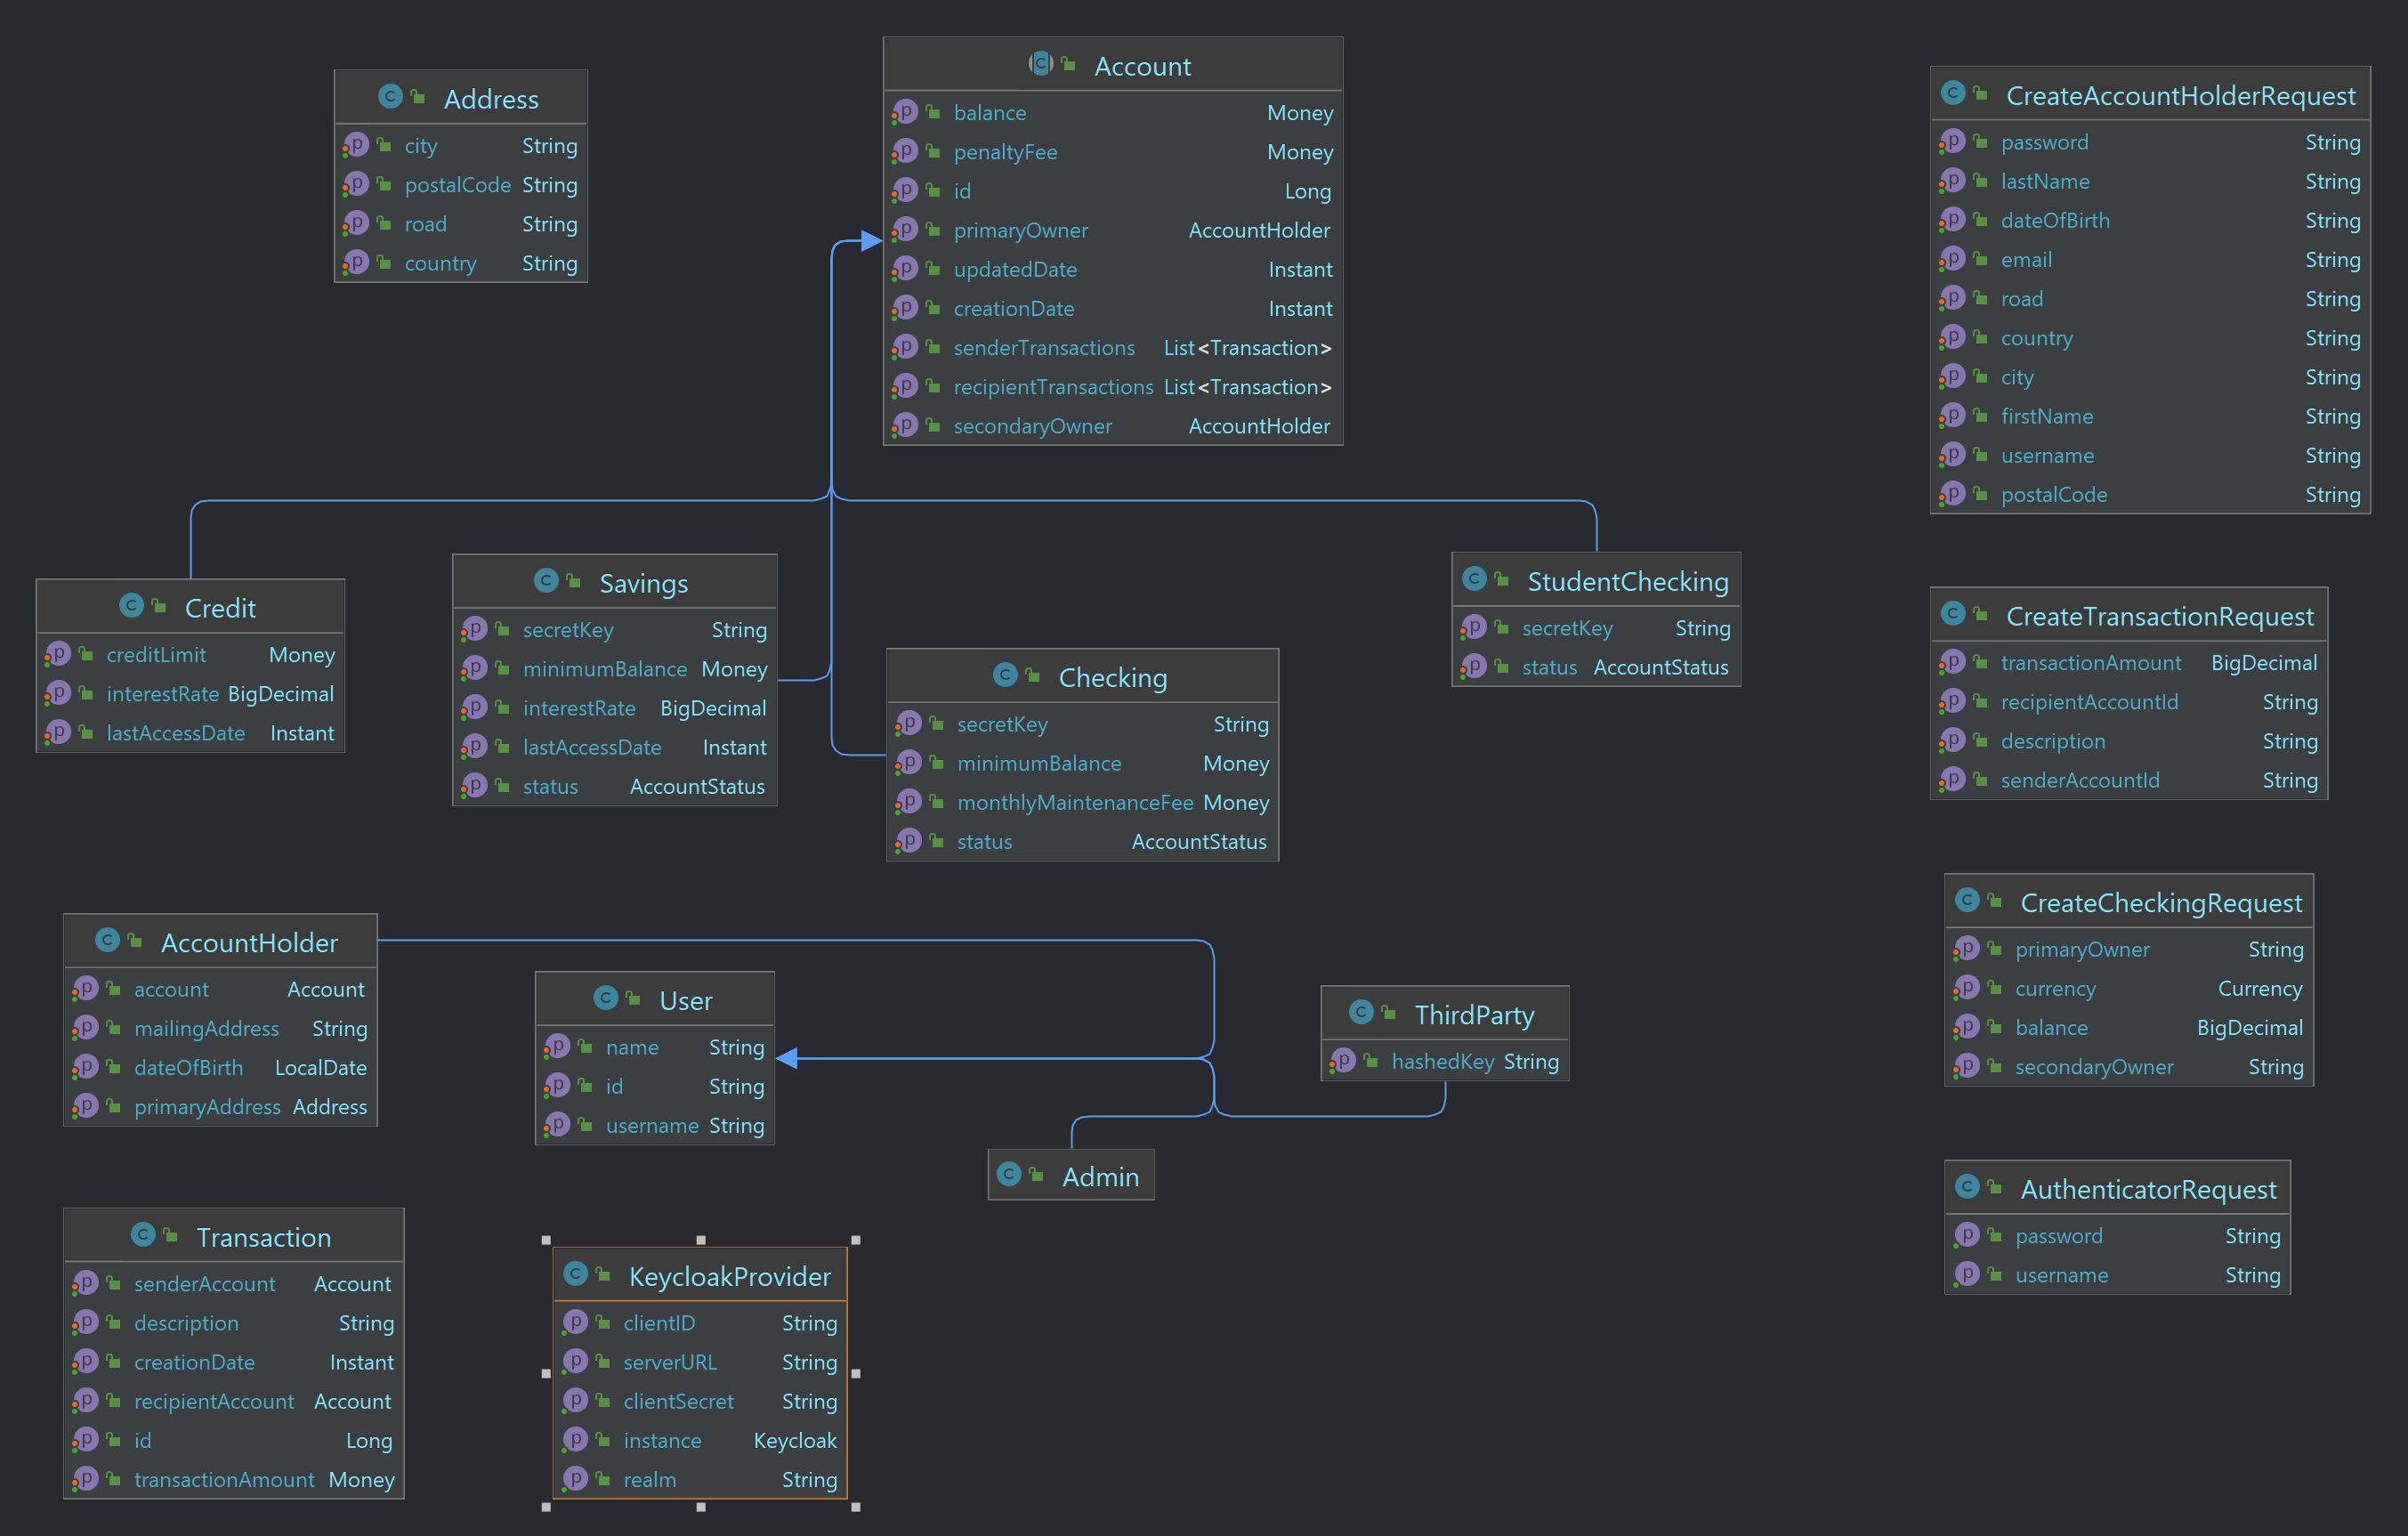 Address
city String
postalCode String
road String
country String
Account
balance Money
penaltyFee Money
id Long
primaryOwner AccountHolder
updatedDate Instant
creationDate Instant
senderTransactions List<Transaction>
recipientTransactions List<Transaction>
secondaryOwner AccountHolder
CreateAccountHolderRequest
password String
lastName String
dateOfBirth String
email String
road String
country String
city String
firstName String
username String
postalCode String
Credit
creditLimit Money
interestRate BigDecimal
lastAccessDate Instant
Savings
secretKey String
minimumBalance Money
interestRate BigDecimal
lastAccessDate Instant
status AccountStatus
Checking
secretKey String
minimumBalance Money
monthlyMaintenanceFee Money
status AccountStatus
StudentChecking
secretKey String
status AccountStatus
CreateTransactionRequest
transactionAmount BigDecimal
recipientAccountId String
description String
senderAccountId String
AccountHolder
account Account
mailingAddress String
dateOfBirth LocalDate
primaryAddress Address
User
name String
id String
username String
ThirdParty
hashedKey String
Admin
CreateCheckingRequest
primaryOwner String
currency Currency
balance BigDecimal
secondaryOwner String
Transaction
senderAccount Account
description String
creationDate Instant
recipientAccount Account
id Long
transactionAmount Money
KeycloakProvider
clientID String
serverURL String
clientSecret String
instance Keycloak
realm String
AuthenticatorRequest
password String
username String